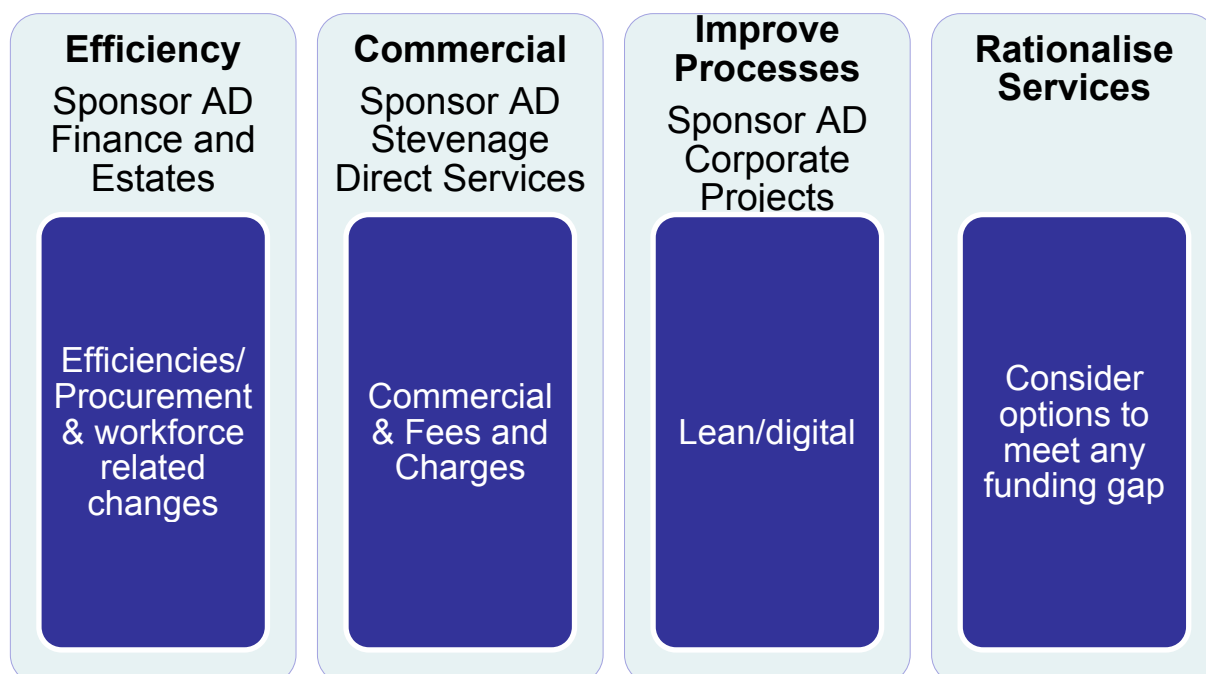 Efficiency
Sponsor AD
Finance and
Estates
Efficiencies/
Procurement
& workforce
related
changes
Commercial
Sponsor AD
Stevenage
Direct Services
Commercial
& Fees and
Charges
Improve
Processes
Sponsor AD
Corporate
Projects
Lean/digital
Rationalise
Services
Consider
options to
meet any
funding gap